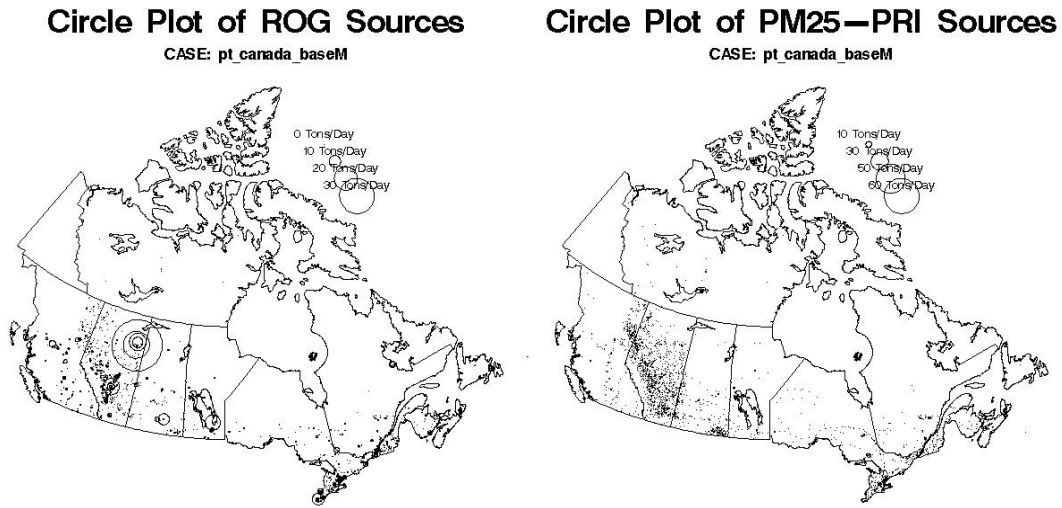 Circle Plot of ROG Sources
CASE: pt_canada_baseM
0 Tons/Day
10 Tons/Day
20 Tons/Day
30 Tons/Day
Circle Plot of PM25—PRI Sources
CASE: pt_canada_baseM
10 Tons/Day
30 Tons/Day
50 Tons/Day
60 Tons/Day